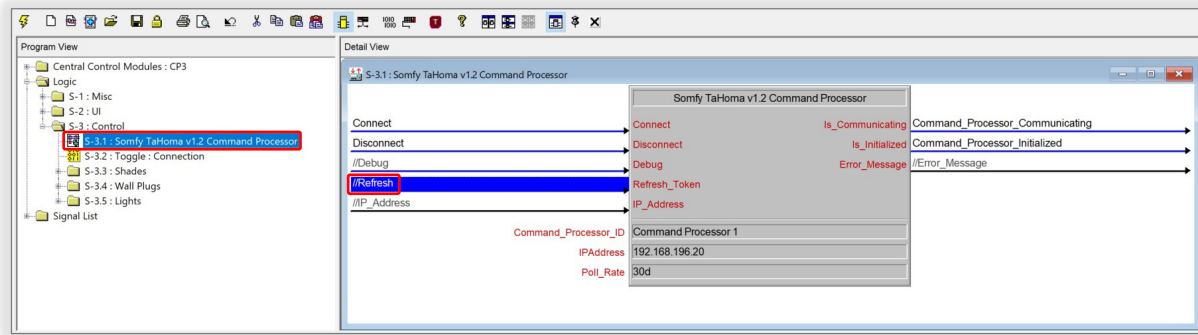 Program View
Detail View
Central Control Modules : CP3
Logic
S-1 : Misc
S-2 : UI
S-3 : Control
S-3.1 : Somfy TaHoma v1.2 Command Processor
S-3.2 : Toggle : Connection
S-3.3 : Shades
S-3.4 : Wall Plugs
S-3.5 : Lights
Signal List
S-3.1 : Somfy TaHoma v1.2 Command Processor
Somfy TaHoma v1.2 Command Processor
Connect Connect Is_Communicating Command_Processor_Communicating
Disconnect Disconnect Is_Initialized Command_Processor_Initialized
//Debug Debug Error_Message //Error_Message
//Refresh Refresh_Token
//IP_Address IP_Address
Command_Processor_ID Command Processor 1
IPAddress 192.168.196.20
Poll_Rate 30d